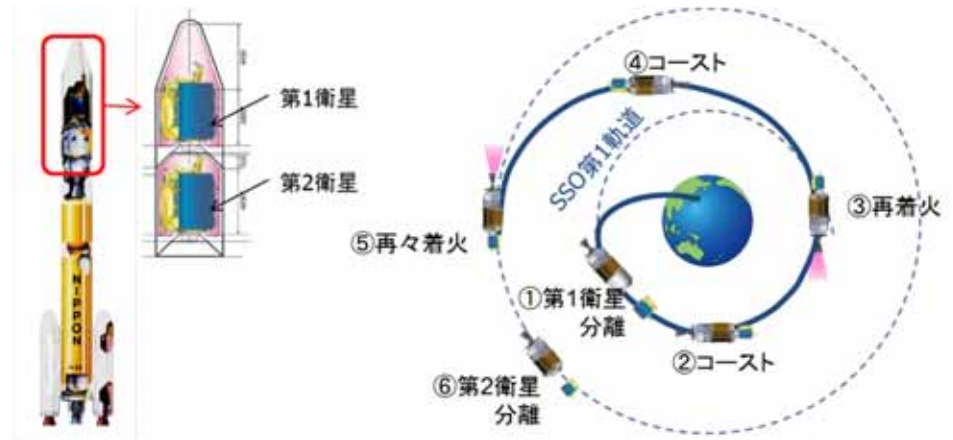 第1衛星
第2衛星
NIPPON
SSO第1軌道
④コースト
③再着火
⑤再々着火
①第1衛星
分離
②コースト
⑥第2衛星
分離